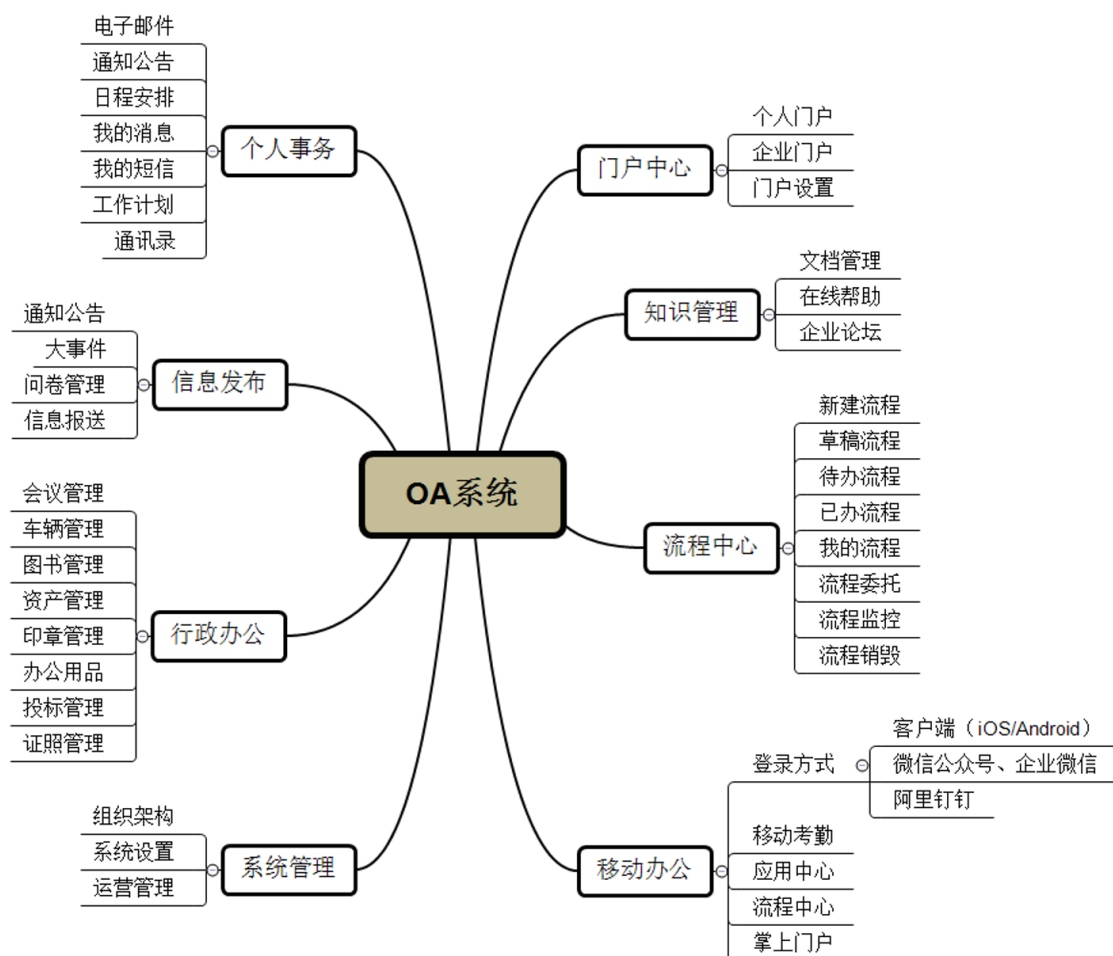 OA系统
个人事务
电子邮件
通知公告
日程安排
我的消息
我的短信
工作计划
通讯录
信息发布
通知公告
大事件
问卷管理
信息报送
行政办公
会议管理
车辆管理
图书管理
资产管理
印章管理
办公用品
投标管理
证照管理
系统管理
组织架构
系统设置
运营管理
门户中心
个人门户
企业门户
门户设置
知识管理
文档管理
在线帮助
企业论坛
流程中心
新建流程
草稿流程
待办流程
已办流程
我的流程
流程委托
流程监控
流程销毁
移动办公
登录方式
客户端（iOS/Android）
微信公众号、企业微信
阿里钉钉
移动考勤
应用中心
流程中心
掌上门户